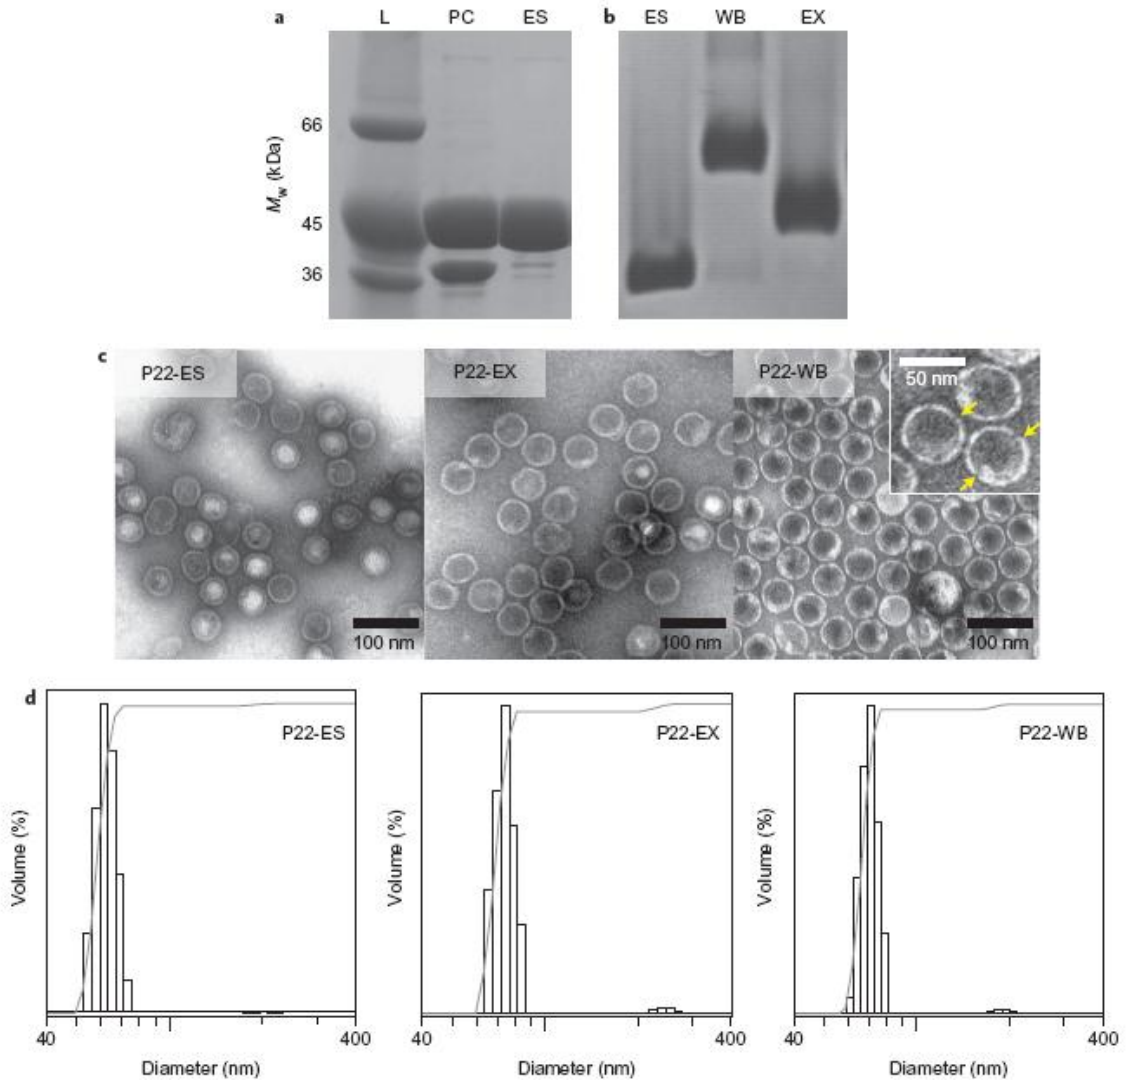 a L PC ES
66
45
36
Mw (kDa)
b ES WB EX
c
P22-ES
100 nm
P22-EX
100 nm
P22-WB
50 nm
100 nm
d
P22-ES
Volume (%)
40 400
Diameter (nm)
P22-EX
Volume (%)
40 400
Diameter (nm)
P22-WB
Volume (%)
40 400
Diameter (nm)